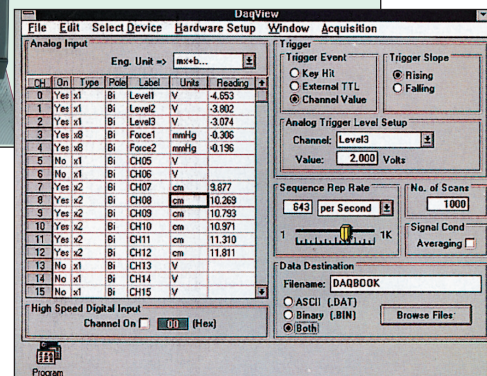 DaqView
File Edit Select Device Hardware Setup Window Acquisition
Analog Input
Eng. Unit => mx+b...
CH On Type Pole Label Units Reading
0 Yes x1 Bi Level1 V -4.653
1 Yes x1 Bi Level2 V -3.802
2 Yes x1 Bi Level3 V -3.074
3 Yes x8 Bi Force1 mmHg -0.306
4 Yes x8 Bi Force2 mmHg -0.196
5 No x1 Bi CH05 V
6 No x1 Bi CH06 V
7 Yes x2 Bi CH07 cm 9.877
8 Yes x2 Bi CH08 cm 10.269
9 Yes x2 Bi CH09 cm 10.793
10 Yes x2 Bi CH10 cm 10.971
11 Yes x2 Bi CH11 cm 11.310
12 Yes x2 Bi CH12 cm 11.811
13 No x1 Bi CH13 V
14 No x1 Bi CH14 V
15 No x1 Bi CH15 V
High Speed Digital Input
Channel On 00 (Hex)
Trigger
Trigger Event
Key Hit
External TTL
Channel Value
Trigger Slope
Rising
Falling
Analog Trigger Level Setup
Channel: Level3
Value: 2.000 Volts
Sequence Rep Rate
643 per Second
1 1K
No. of Scans
1000
Signal Cond
Averaging
Data Destination
Filename: DAQBOOK
ASCII (.DAT)
Binary (.BIN)
Both
Browse Files
Program